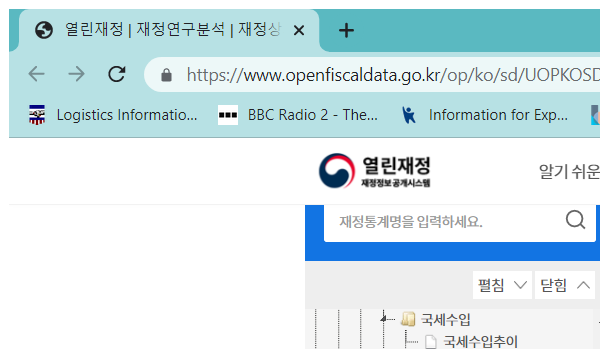 열린재정 | 재정연구분석 | 재정상
https://www.openfiscaldata.go.kr/op/ko/sd/UOPKOSD
Logistics Informatio... BBC Radio 2 - The... Information for Exp...
열린재정
재정정보공개시스템
알기 쉬운
재정통계명을 입력하세요.
펼침 닫힘
국세수입
국세수입추이